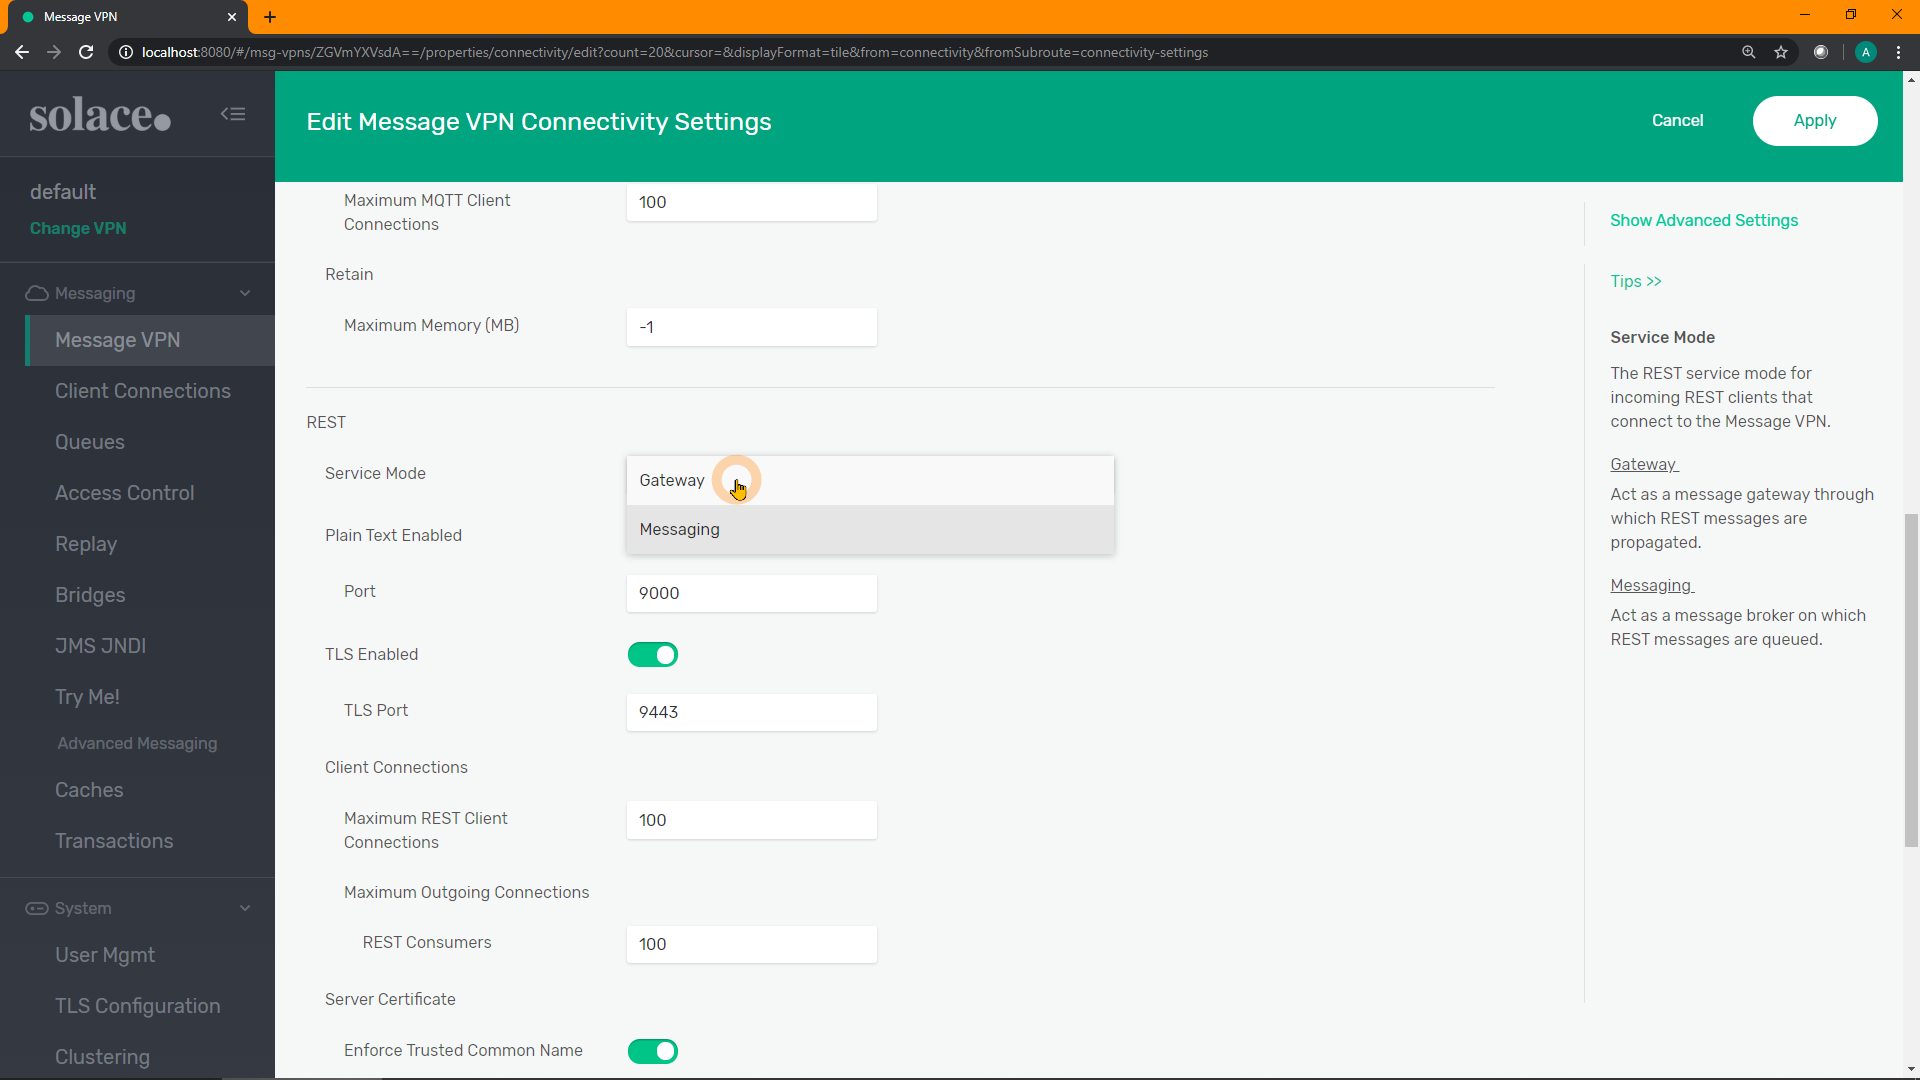 Message VPN
localhost:8080/#/msg-vpns/ZGVmYXVsdA==/properties/connectivity/edit?count=20&cursor=&displayFormat=tile&from=connectivity&fromSubroute=connectivity-settings
A
solace.
Edit Message VPN Connectivity Settings
Cancel
Apply
default
Change VPN
Messaging
Message VPN
Client Connections
Queues
Access Control
Replay
Bridges
JMS JNDI
Try Me!
Advanced Messaging
Caches
Transactions
System
User Mgmt
TLS Configuration
Clustering
Maximum MQTT Client
Connections
100
Retain
Maximum Memory (MB)
-1
REST
Service Mode
Gateway
Messaging
Plain Text Enabled
Port
9000
TLS Enabled
TLS Port
9443
Client Connections
Maximum REST Client
Connections
100
Maximum Outgoing Connections
REST Consumers
100
Server Certificate
Enforce Trusted Common Name
Show Advanced Settings
Tips >>
Service Mode
The REST service mode for
incoming REST clients that
connect to the Message VPN.
Gateway
Act as a message gateway through
which REST messages are
propagated.
Messaging
Act as a message broker on which
REST messages are queued.